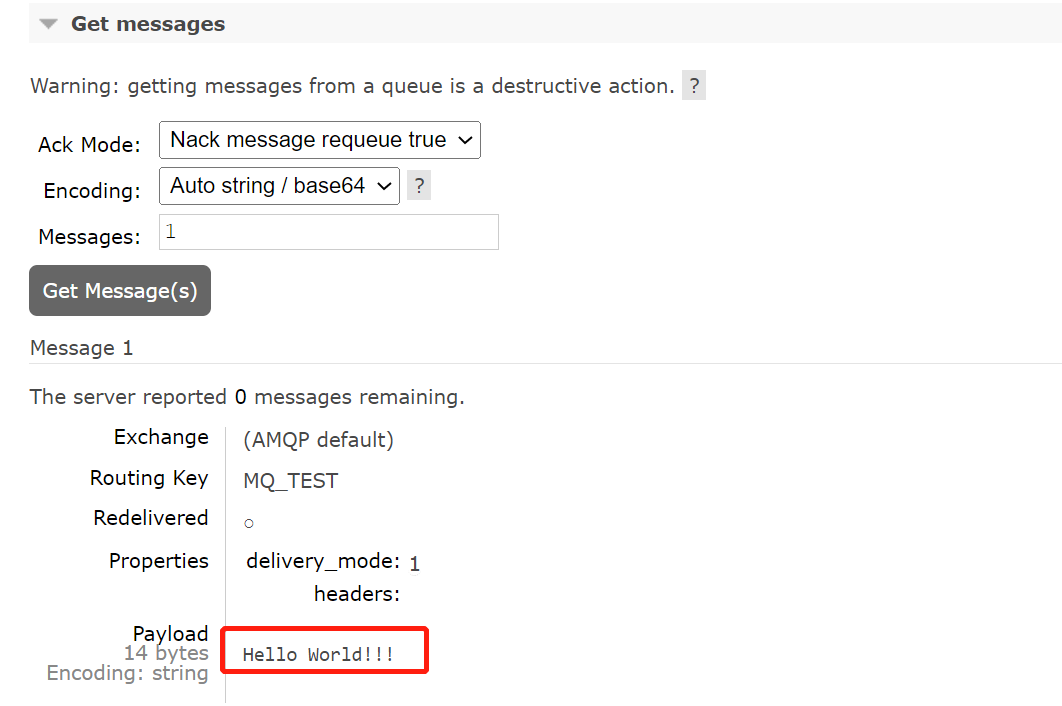 Get messages
Warning: getting messages from a queue is a destructive action. ?
Ack Mode: Nack message requeue true
Encoding: Auto string / base64 ?
Messages: 1
Get Message(s)
Message 1
The server reported 0 messages remaining.
Exchange (AMQP default)
Routing Key MQ_TEST
Redelivered ○
Properties delivery_mode: 1
headers:
Payload
14 bytes
Hello World!!!
Encoding: string